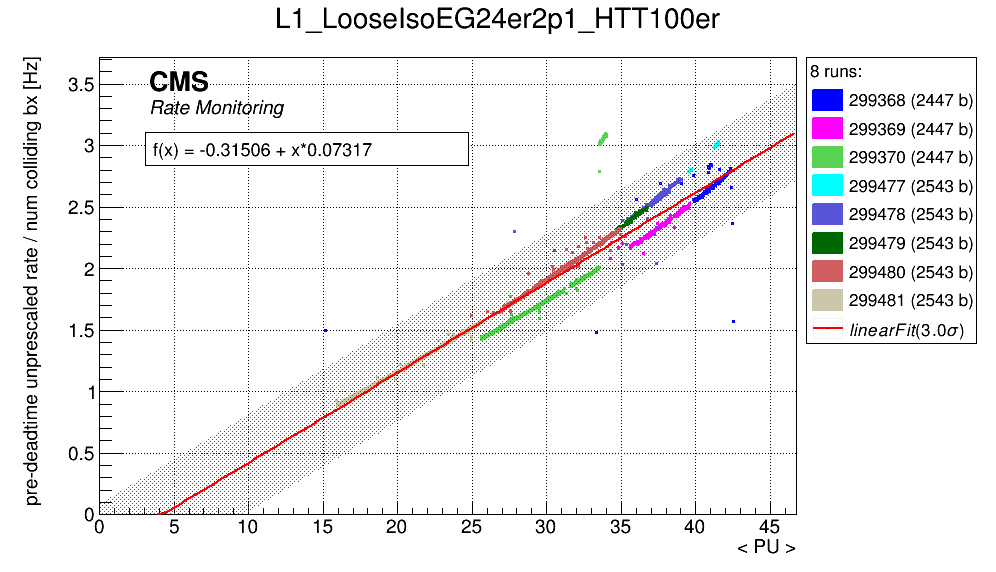 L1_LooseIsoEG24er2p1_HTT100er
pre-deadtime unprescaled rate / num colliding bx [Hz]
CMS
Rate Monitoring
f(x) = -0.31506 + x*0.07317
3.5
3
2.5
2
1.5
1
0.5
0
0 5 10 15 20 25 30 35 40 45
< PU >
8 runs:
299368 (2447 b)
299369 (2447 b)
299370 (2447 b)
299477 (2543 b)
299478 (2543 b)
299479 (2543 b)
299480 (2543 b)
299481 (2543 b)
linearFit(3.0σ)